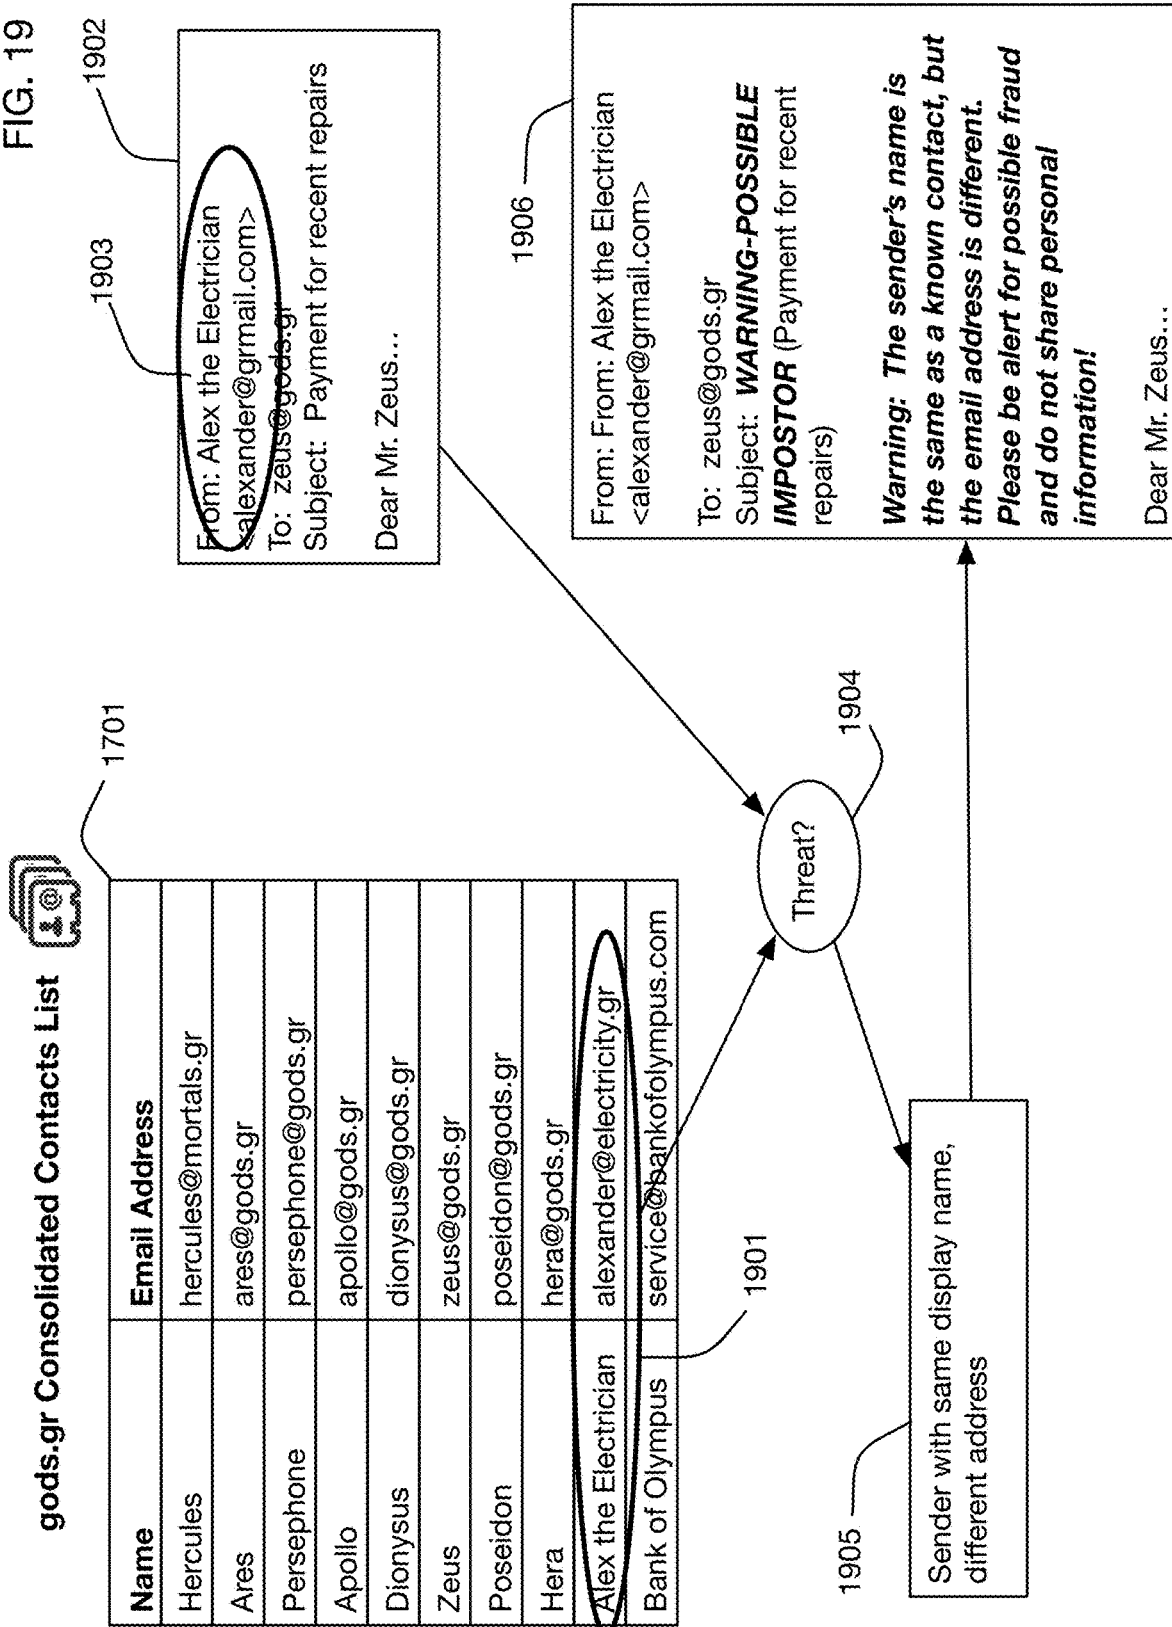 FIG. 19
gods.gr Consolidated Contacts List
1701
Name Email Address
Hercules hercules@mortals.gr
Ares ares@gods.gr
Persephone persephone@gods.gr
Apollo apollo@gods.gr
Dionysus dionysus@gods.gr
Zeus zeus@gods.gr
Poseidon poseidon@gods.gr
Hera hera@gods.gr
Alex the Electrician alexander@electricity.gr
Bank of Olympus service@bankofolympus.com
1901
1902
1903
From: Alex the Electrician
<alexander@grmail.com>
To: zeus@gods.gr
Subject: Payment for recent repairs
Dear Mr. Zeus...
Threat?
1904
1905
Sender with same display name,
different address
1906
From: From: Alex the Electrician
<alexander@grmail.com>
To: zeus@gods.gr
Subject: WARNING-POSSIBLE
IMPOSTOR (Payment for recent
repairs)
Warning: The sender's name is
the same as a known contact, but
the email address is different.
Please be alert for possible fraud
and do not share personal
information!
Dear Mr. Zeus...